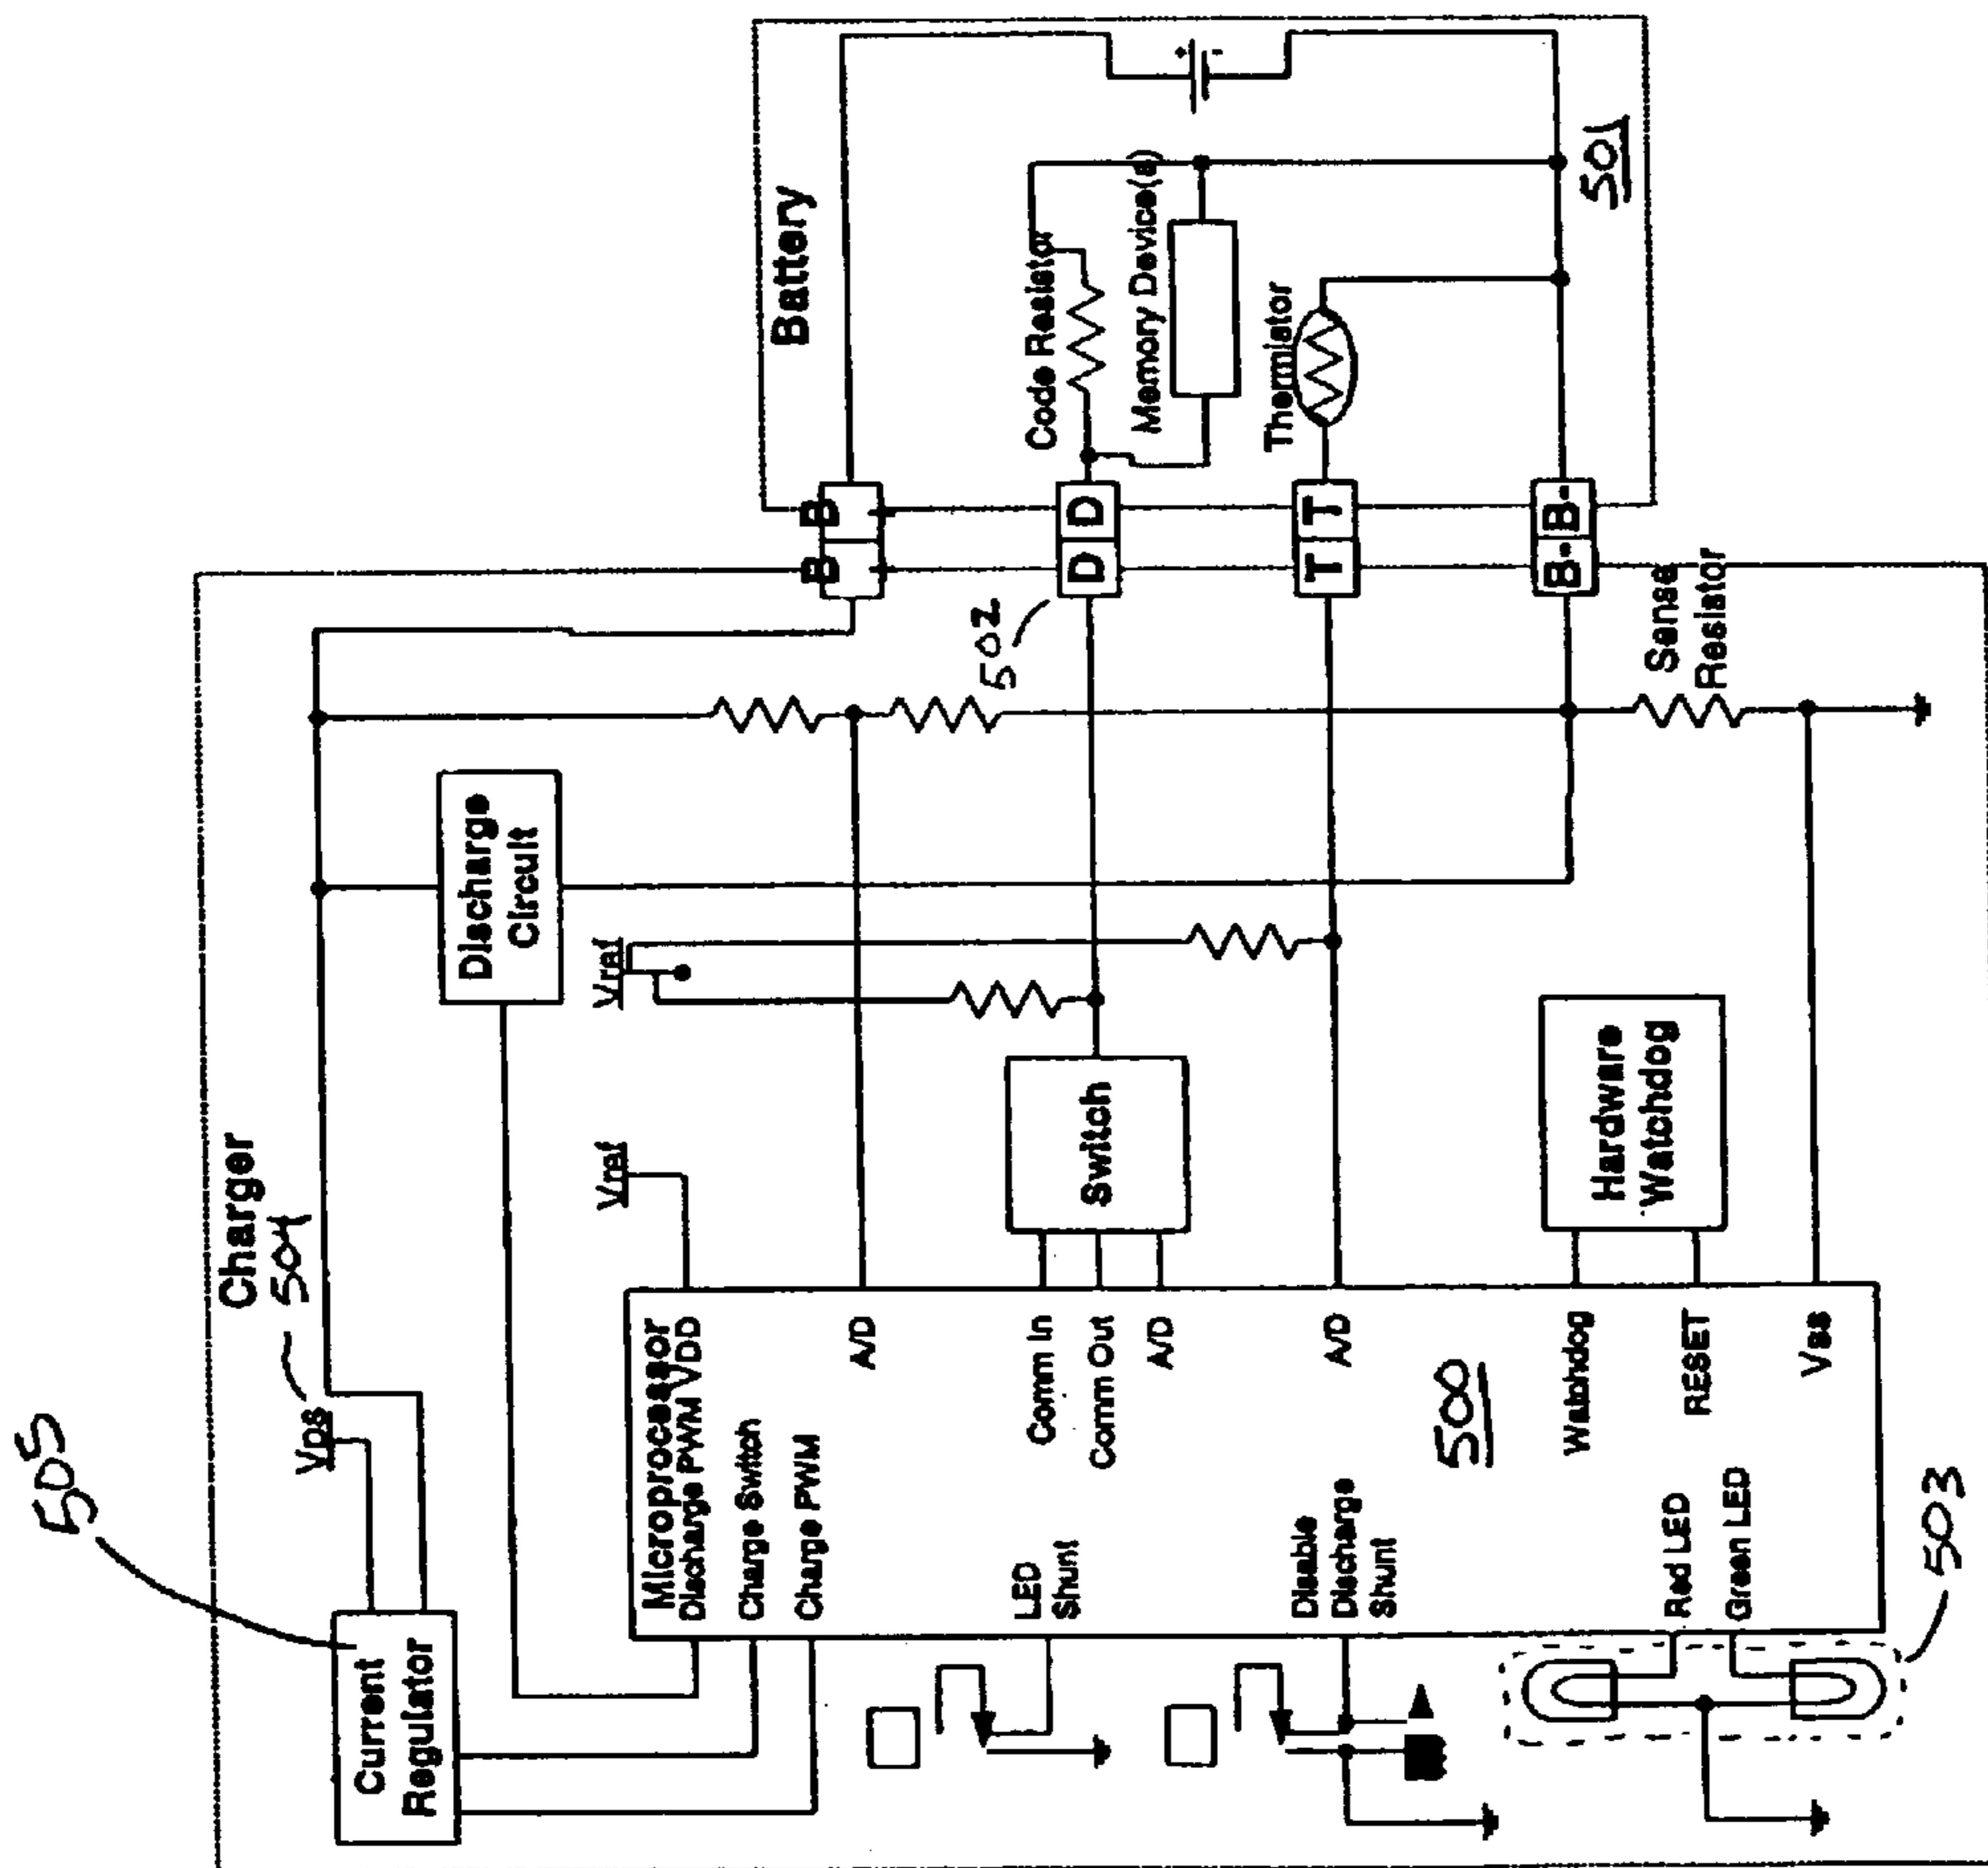 505
Current
Regulator
Vps
504
Charger
Discharge
Circuit
Vref
Vref
Microprocessor
Discharge PWM VDD
Charge Switch
Charge PWM
A/D
LED
Shunt
Comm In
Comm Out
A/D
Switch
Disable
Discharge
Shunt
A/D
500
Watchdog
RESET
Hardware
Watchdog
Red LED
Green LED
Vss
503
Sense
Resistor
502
B+
B+
D
D
T
T
B-
B-
Battery
Code Resistor
Memory Device(s)
Thermistor
+
-
501